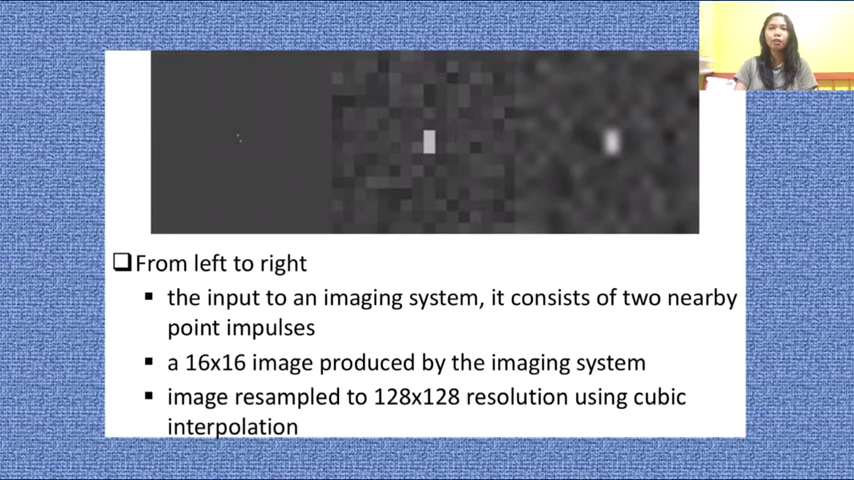 ❑From left to right
▪ the input to an imaging system, it consists of two nearby
point impulses
▪ a 16x16 image produced by the imaging system
▪ image resampled to 128x128 resolution using cubic
interpolation